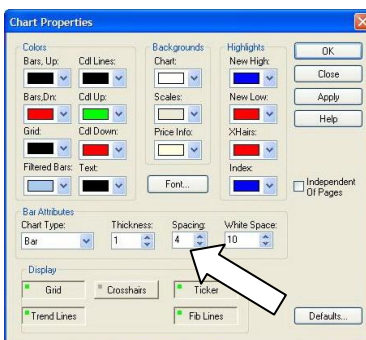 Chart Properties
Colors
Backgrounds
Highlights
Bars, Up:
Cdl Lines:
Chart:
New High:
OK
Close
Bars,Dn:
Cdl Up:
Scales:
New Low:
Apply
Help
Grid:
Cdl Down:
Price Info:
XHairs:
Filtered Bars:
Text:
Font...
Index:
Independent
Of Pages
Bar Attributes
Chart Type:
Thickness:
Spacing:
White Space:
Bar
1
4
10
Display
Grid
Crosshairs
Ticker
Trend Lines
Fib Lines
Defaults...